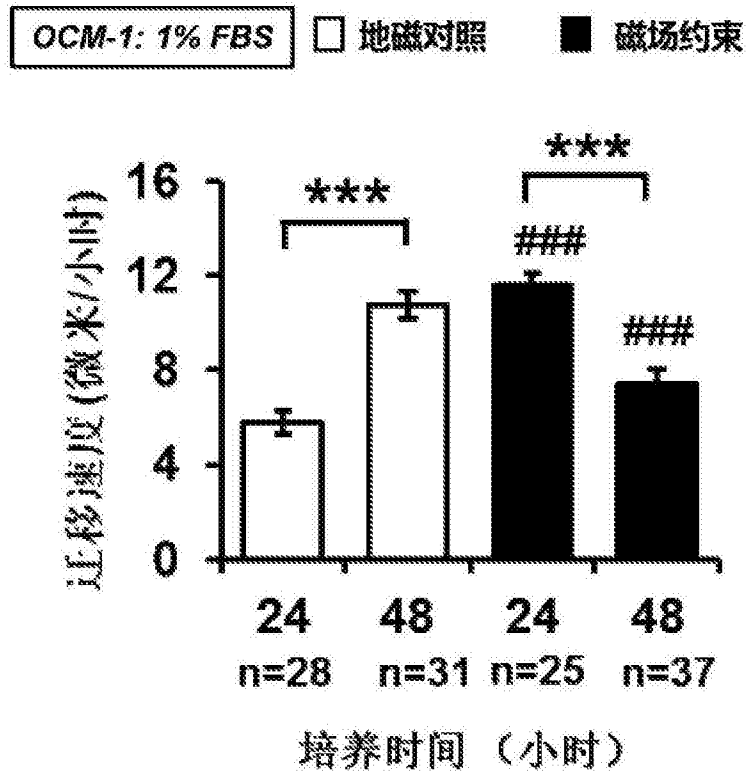 OCM-1: 1% FBS 地磁对照 磁场约束
***
***
16
###
12
###
8
4
0
迁移速度(微米/小时)
24 48 24 48
n=28 n=31 n=25 n=37
培养时间（小时）